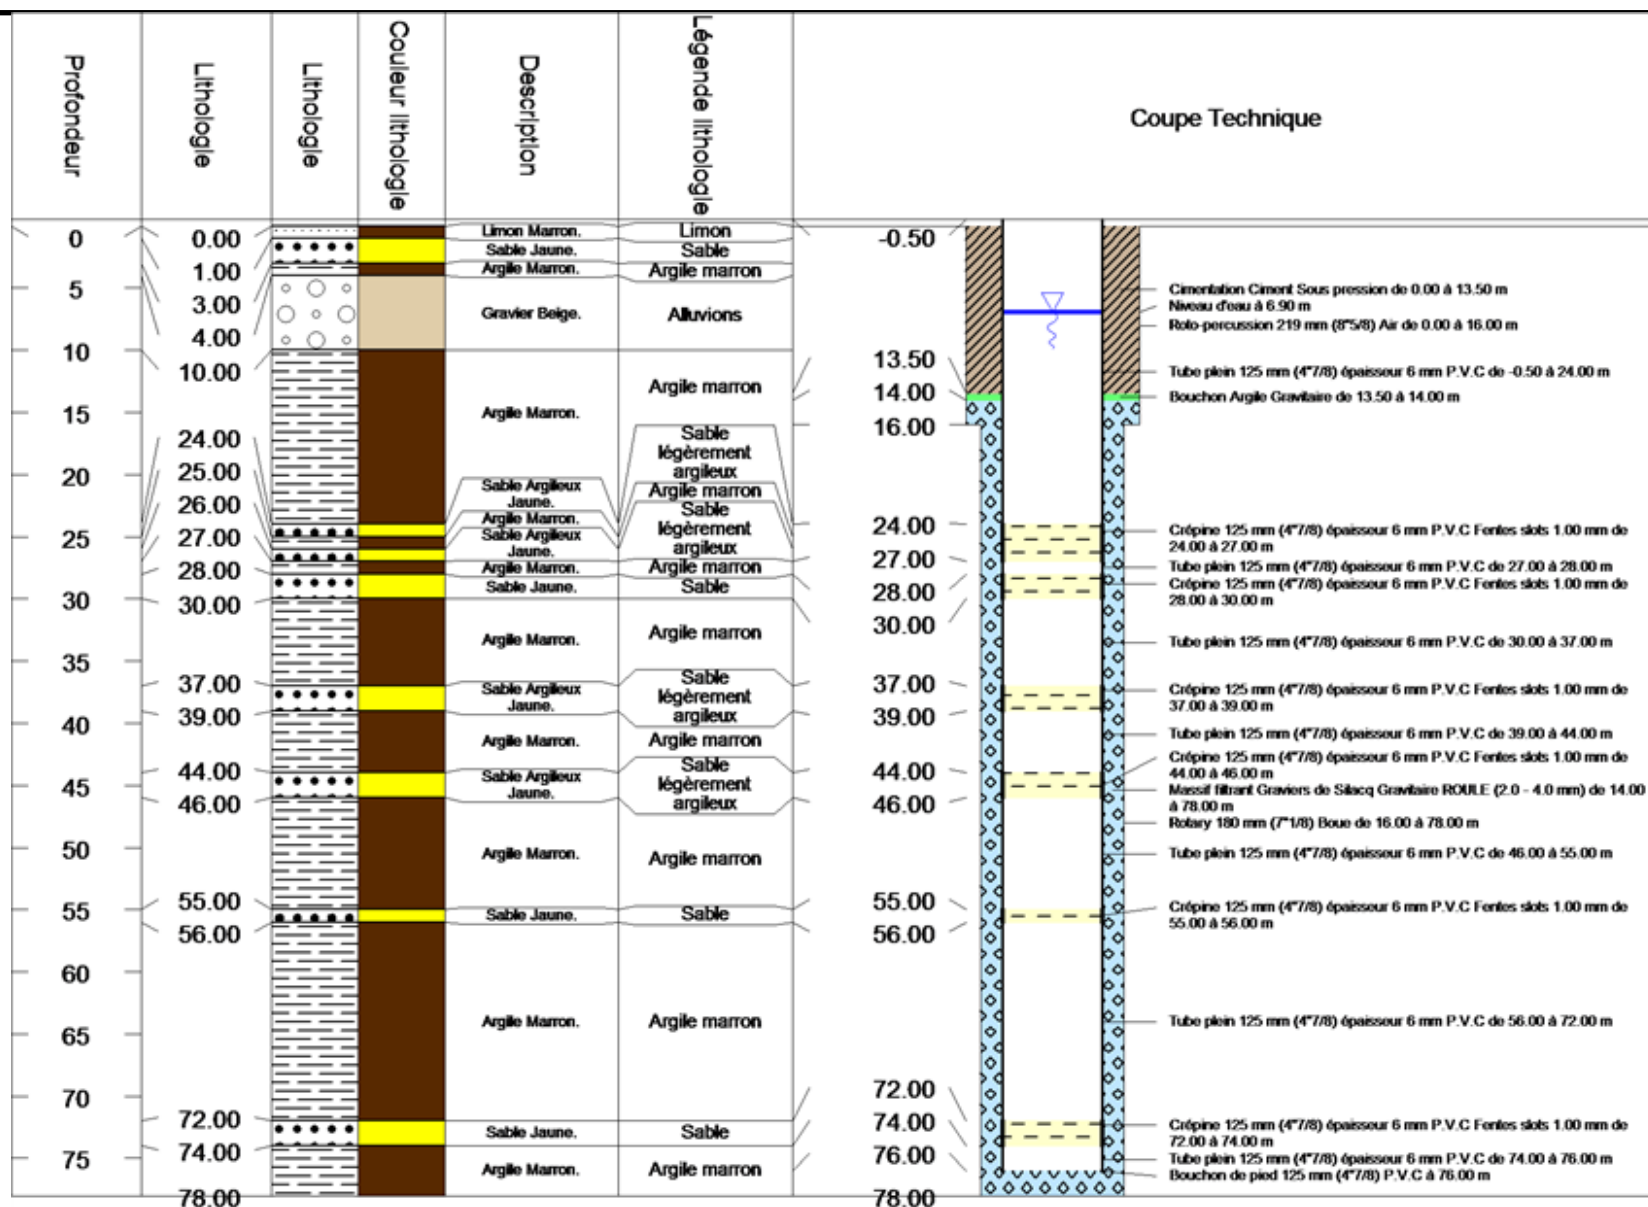 Profondeur
Lithologie
Lithologie
Couleur lithologie
Description
Légende lithologie
Coupe Technique
0
5
10
15
20
25
30
35
40
45
50
55
60
65
70
75
0.00
1.00
3.00
4.00
10.00
24.00
25.00
26.00
27.00
28.00
30.00
37.00
39.00
44.00
46.00
55.00
56.00
72.00
74.00
78.00
Limon Marron.
Sable Jaune.
Argile Marron.
Gravier Beige.
Argile Marron.
Sable Argileux
Jaune.
Argile Marron.
Sable Argileux
Jaune.
Argile Marron.
Sable Jaune.
Argile Marron.
Sable Argileux
Jaune.
Argile Marron.
Sable Argileux
Jaune.
Argile Marron.
Sable Jaune.
Argile Marron.
Sable Jaune.
Argile Marron.
Limon
Sable
Argile marron
Alluvions
Argile marron
Sable
légèrement
argileux
Argile marron
Sable
légèrement
argileux
Argile marron
Sable
Argile marron
Sable
légèrement
argileux
Argile marron
Sable
légèrement
argileux
Argile marron
Sable
Argile marron
Sable
Argile marron
-0.50
13.50
14.00
16.00
24.00
27.00
28.00
30.00
37.00
39.00
44.00
46.00
55.00
56.00
72.00
74.00
76.00
78.00
Cimentation Ciment Sous pression de 0.00 à 13.50 m
Niveau d'eau à 6.90 m
Roto-percussion 219 mm (8"5/8) Air de 0.00 à 16.00 m
Tube plein 125 mm (4"7/8) épaisseur 6 mm P.V.C de -0.50 à 24.00 m
Bouchon Argile Gravitaire de 13.50 à 14.00 m
Crépine 125 mm (4"7/8) épaisseur 6 mm P.V.C Fentes slots 1.00 mm de
24.00 à 27.00 m
Tube plein 125 mm (4"7/8) épaisseur 6 mm P.V.C de 27.00 à 28.00 m
Crépine 125 mm (4"7/8) épaisseur 6 mm P.V.C Fentes slots 1.00 mm de
28.00 à 30.00 m
Tube plein 125 mm (4"7/8) épaisseur 6 mm P.V.C de 30.00 à 37.00 m
Crépine 125 mm (4"7/8) épaisseur 6 mm P.V.C Fentes slots 1.00 mm de
37.00 à 39.00 m
Tube plein 125 mm (4"7/8) épaisseur 6 mm P.V.C de 39.00 à 44.00 m
Crépine 125 mm (4"7/8) épaisseur 6 mm P.V.C Fentes slots 1.00 mm de
44.00 à 46.00 m
Massif filtrant Graviers de Silacq Gravitaire ROULE (2.0 - 4.0 mm) de 14.00
à 78.00 m
Rotary 180 mm (7"1/8) Boue de 16.00 à 78.00 m
Tube plein 125 mm (4"7/8) épaisseur 6 mm P.V.C de 46.00 à 55.00 m
Crépine 125 mm (4"7/8) épaisseur 6 mm P.V.C Fentes slots 1.00 mm de
55.00 à 56.00 m
Tube plein 125 mm (4"7/8) épaisseur 6 mm P.V.C de 56.00 à 72.00 m
Crépine 125 mm (4"7/8) épaisseur 6 mm P.V.C Fentes slots 1.00 mm de
72.00 à 74.00 m
Tube plein 125 mm (4"7/8) épaisseur 6 mm P.V.C de 74.00 à 76.00 m
Bouchon de pied 125 mm (4"7/8) P.V.C à 76.00 m